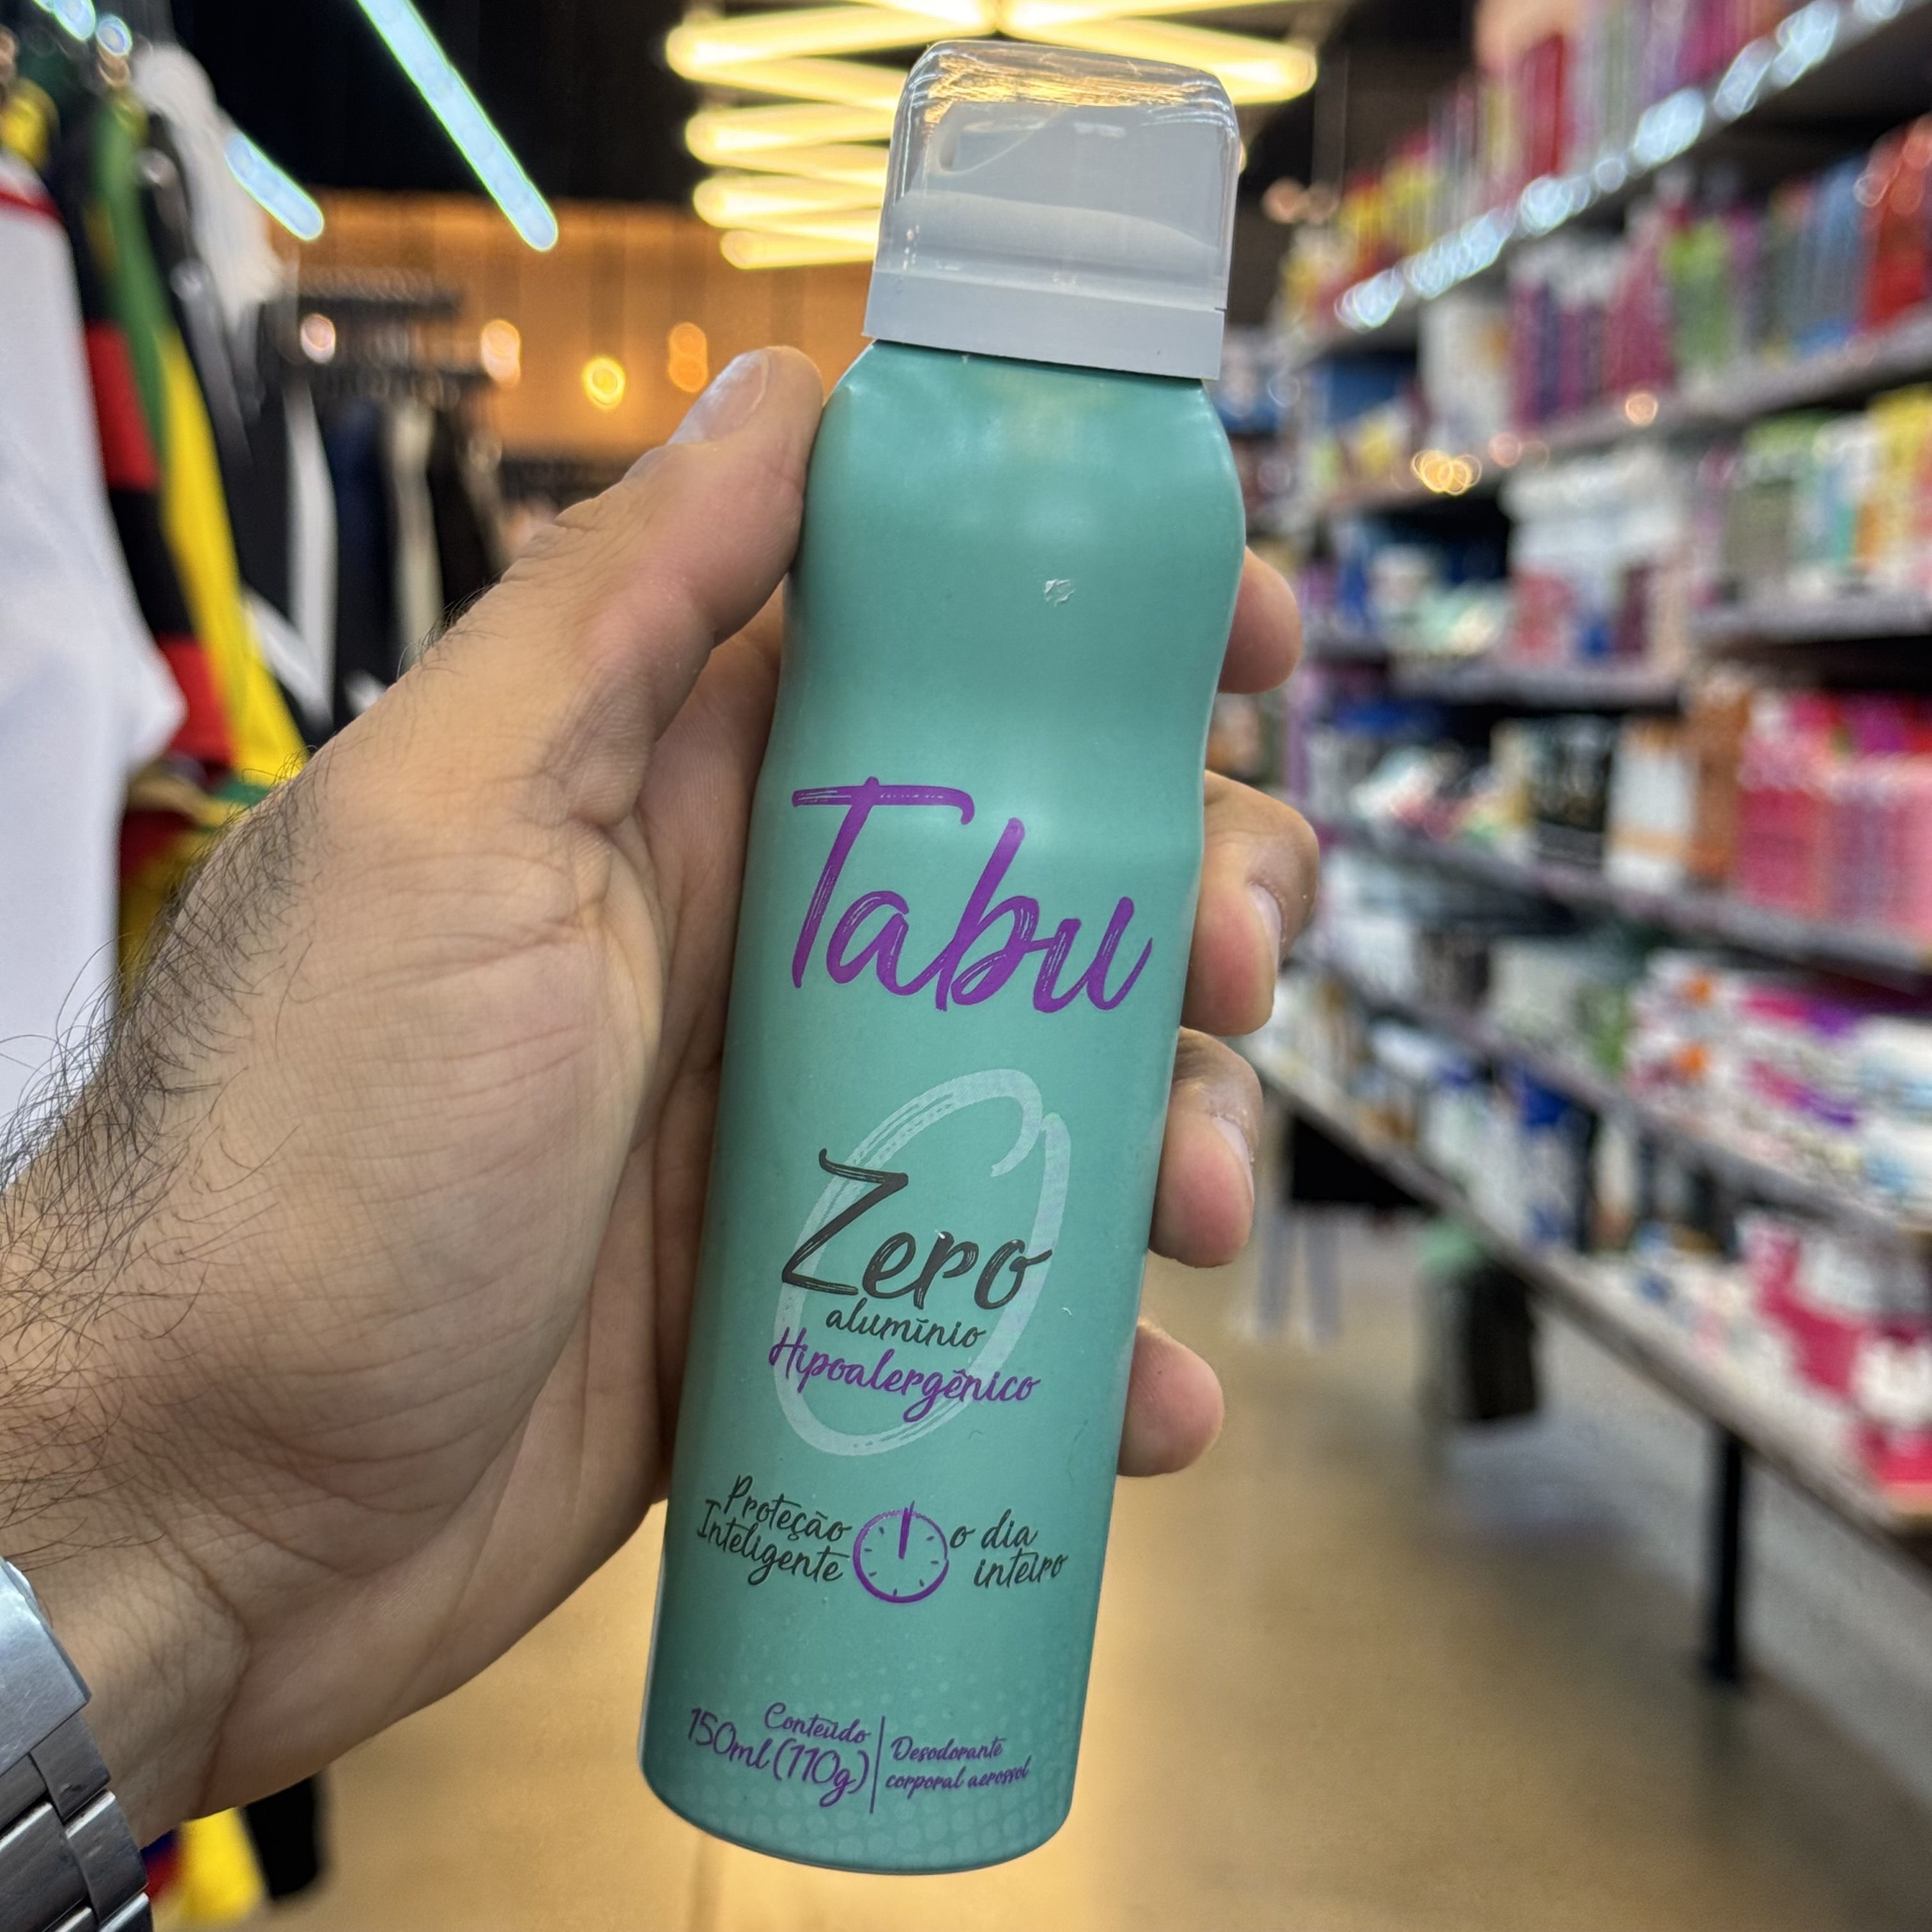 Tabu
Zero
alumínio
Hipoalergênico
Proteção
Inteligente
o dia
inteiro
Conteúdo
150ml (110g)
Desodorante
corporal aerossol